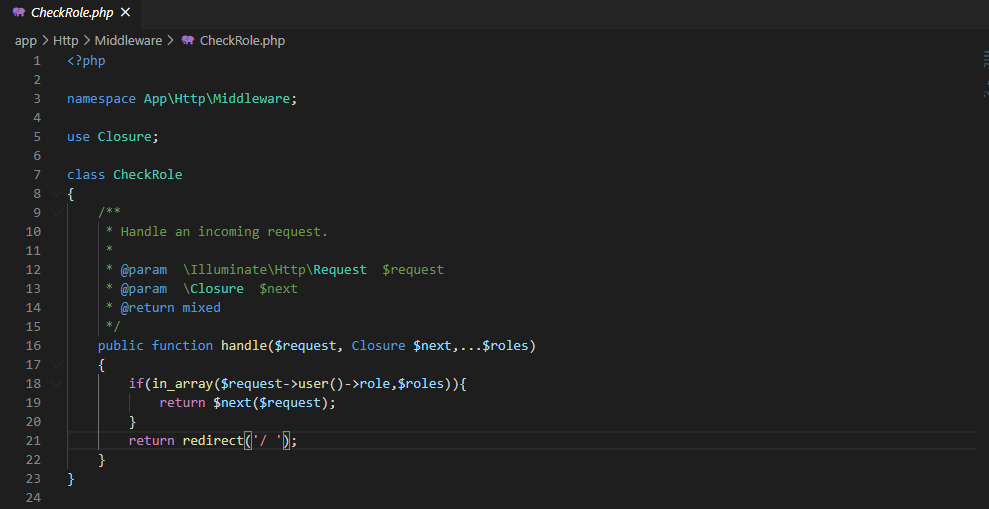 CheckRole.php ×
app > Http > Middleware > CheckRole.php
1 <?php
2
3 namespace App\Http\Middleware;
4
5 use Closure;
6
7 class CheckRole
8 {
9     /**
10      * Handle an incoming request.
11      *
12      * @param  \Illuminate\Http\Request  $request
13      * @param  \Closure  $next
14      * @return mixed
15      */
16     public function handle($request, Closure $next,...$roles)
17     {
18         if(in_array($request->user()->role,$roles)){
19             return $next($request);
20         }
21         return redirect('/ ');
22     }
23 }
24